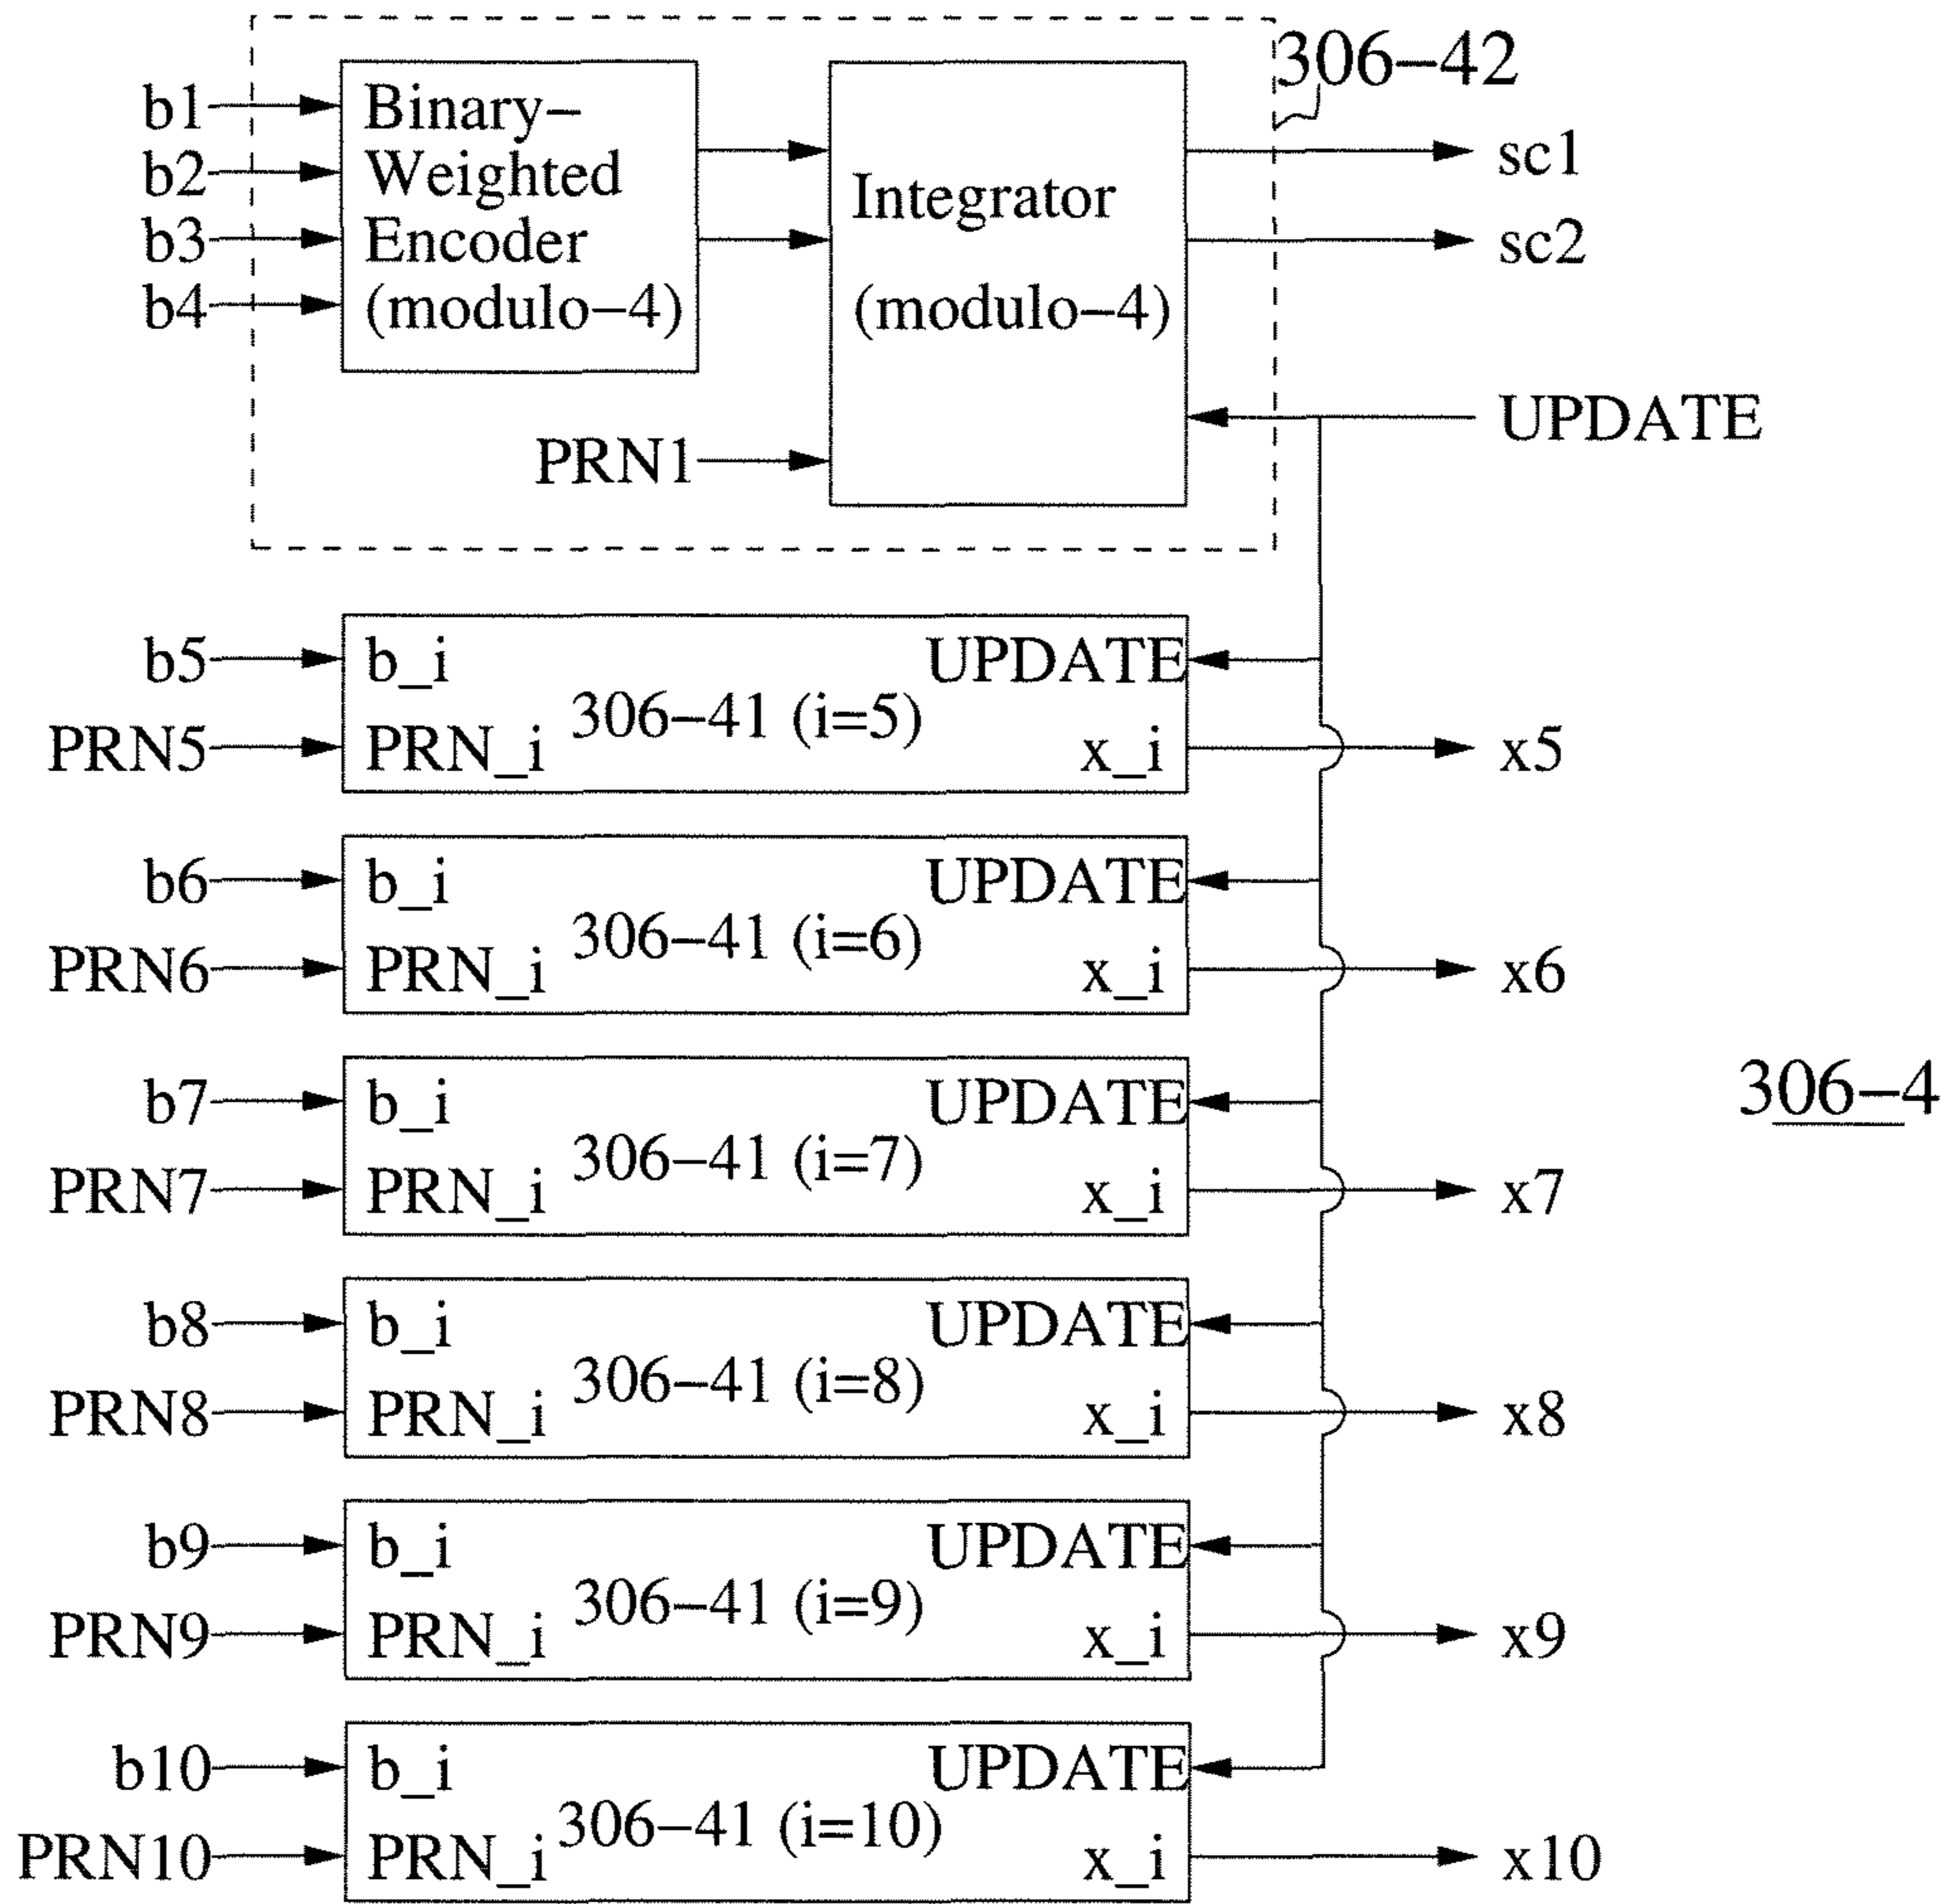 306-42
b1
b2
b3
b4
Binary-
Weighted
Encoder
(modulo-4)
Integrator
(modulo-4)
sc1
sc2
UPDATE
PRN1
b5 b_i UPDATE
306-41 (i=5)
PRN5 PRN_i x_i x5
b6 b_i UPDATE
306-41 (i=6)
PRN6 PRN_i x_i x6
b7 b_i UPDATE
306-41 (i=7)
PRN7 PRN_i x_i x7
306-4
b8 b_i UPDATE
306-41 (i=8)
PRN8 PRN_i x_i x8
b9 b_i UPDATE
306-41 (i=9)
PRN9 PRN_i x_i x9
b10 b_i UPDATE
306-41 (i=10)
PRN10 PRN_i x_i x10